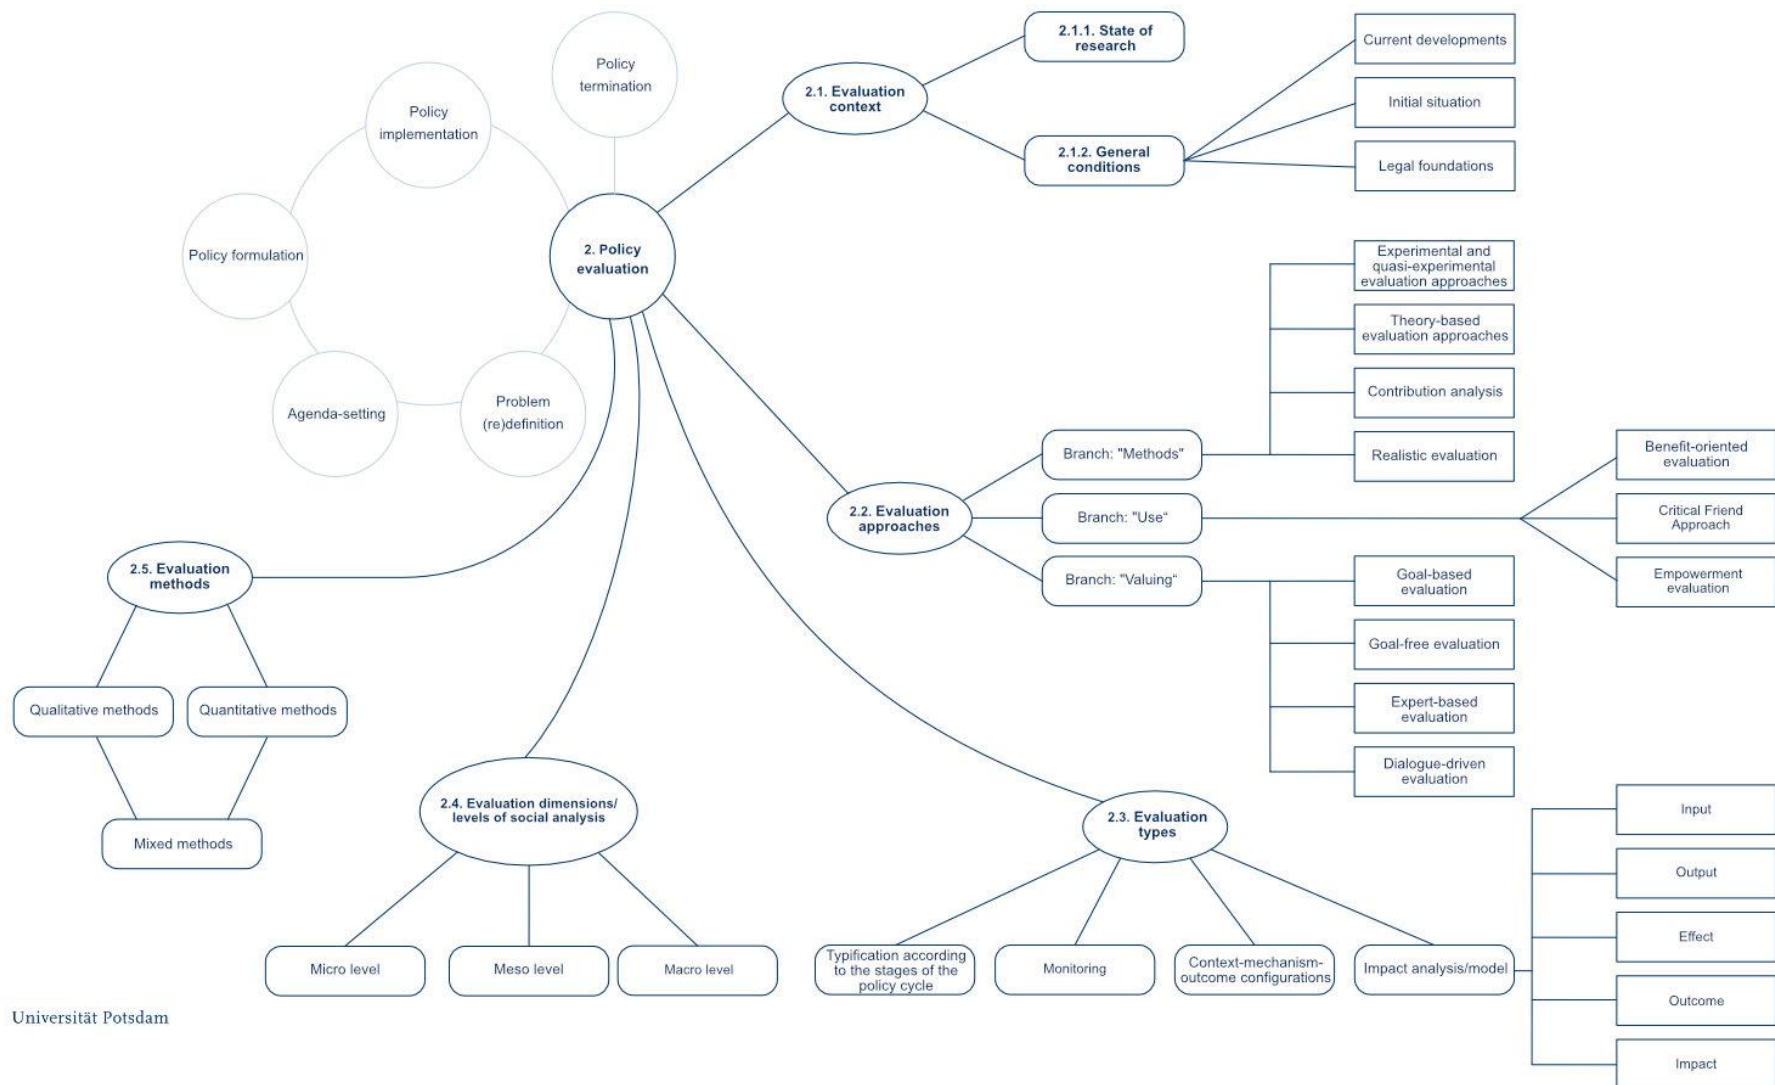 Policy
termination
Policy
implementation
Policy formulation
Agenda-setting
Problem
(re)definition
2. Policy
evaluation
2.1. Evaluation
context
2.1.1. State of
research
2.1.2. General
conditions
Current developments
Initial situation
Legal foundations
2.2. Evaluation
approaches
Branch: "Methods"
Experimental and
quasi-experimental
evaluation approaches
Theory-based
evaluation approaches
Contribution analysis
Realistic evaluation
Branch: "Use“
Benefit-oriented
evaluation
Critical Friend
Approach
Empowerment
evaluation
Branch: "Valuing“
Goal-based
evaluation
Goal-free evaluation
Expert-based
evaluation
Dialogue-driven
evaluation
2.3. Evaluation
types
Typification according
to the stages of the
policy cycle
Monitoring
Context-mechanism-
outcome configurations
Impact analysis/model
Input
Output
Effect
Outcome
Impact
2.4. Evaluation dimensions/
levels of social analysis
Micro level
Meso level
Macro level
2.5. Evaluation
methods
Qualitative methods
Quantitative methods
Mixed methods
Universität Potsdam